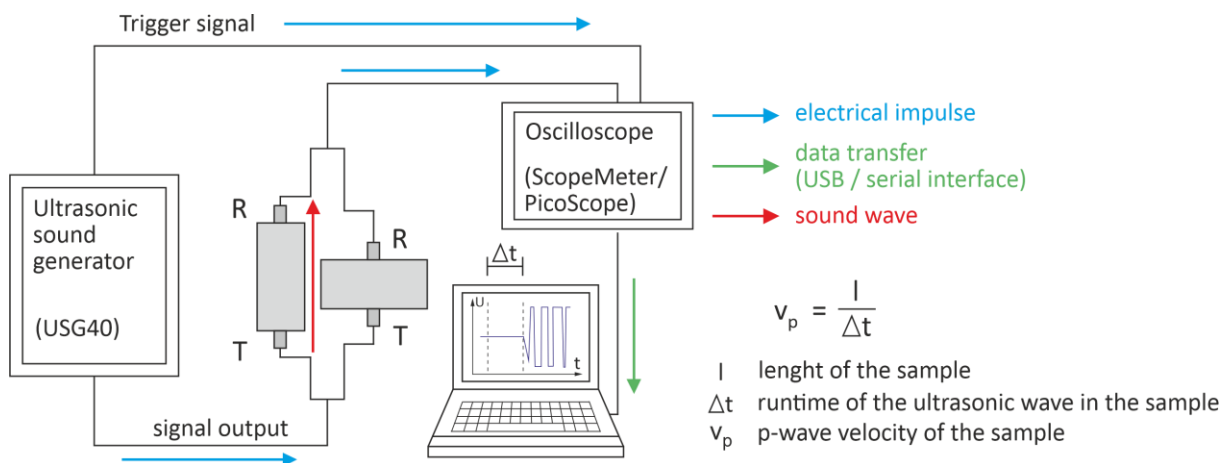 Trigger signal
Ultrasonic
sound
generator
(USG40)
signal output
R
T
R
T
Oscilloscope
(ScopeMeter/
PicoScope)
Δt
U
t
electrical impulse
data transfer
(USB / serial interface)
sound wave
v_p = l / Δt
l lenght of the sample
Δt runtime of the ultrasonic wave in the sample
v_p p-wave velocity of the sample